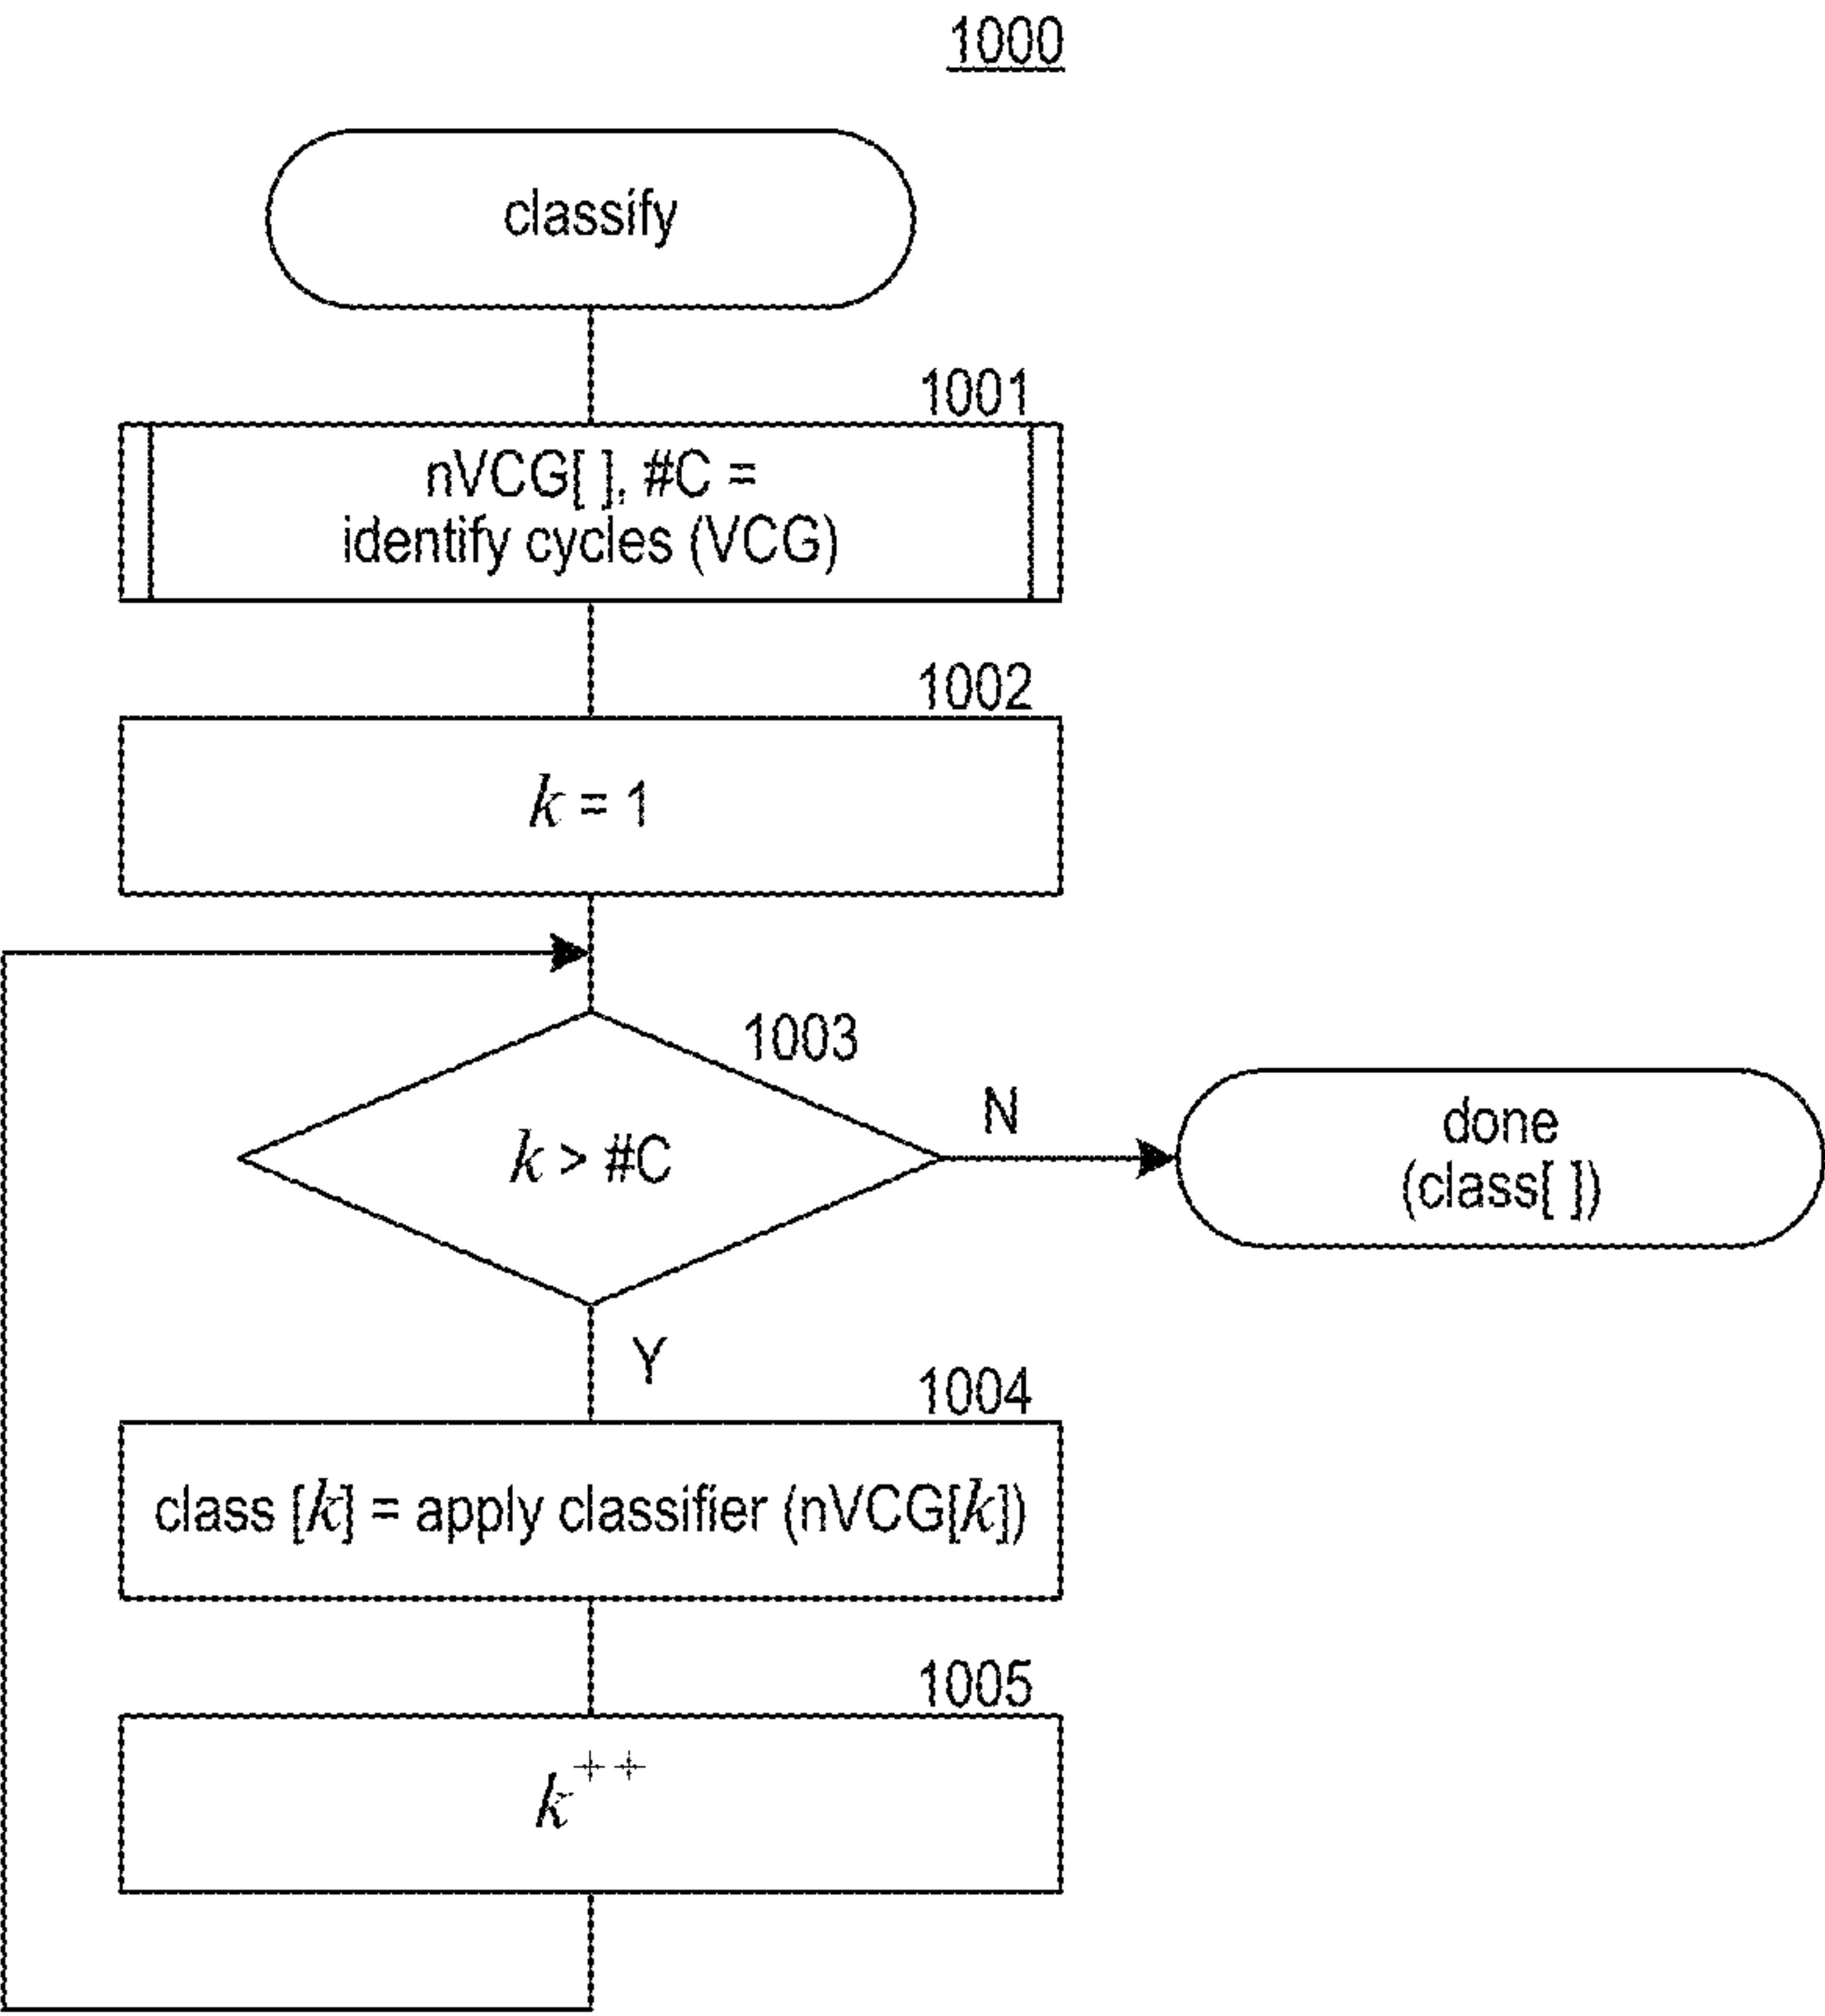 1000
classify
1001
nVCG[ ], #C =
identify cycles (VCG)
1002
k = 1
1003
k > #C
N
done
(class[ ])
Y
1004
class [k] = apply classifier (nVCG[k])
1005
k++